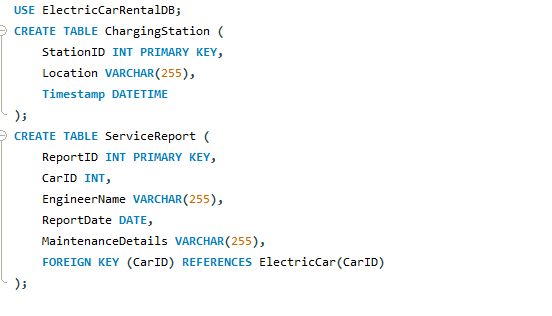 USE ElectricCarRentalDB;
CREATE TABLE ChargingStation (
    StationID INT PRIMARY KEY,
    Location VARCHAR(255),
    Timestamp DATETIME
);
CREATE TABLE ServiceReport (
    ReportID INT PRIMARY KEY,
    CarID INT,
    EngineerName VARCHAR(255),
    ReportDate DATE,
    MaintenanceDetails VARCHAR(255),
    FOREIGN KEY (CarID) REFERENCES ElectricCar(CarID)
);